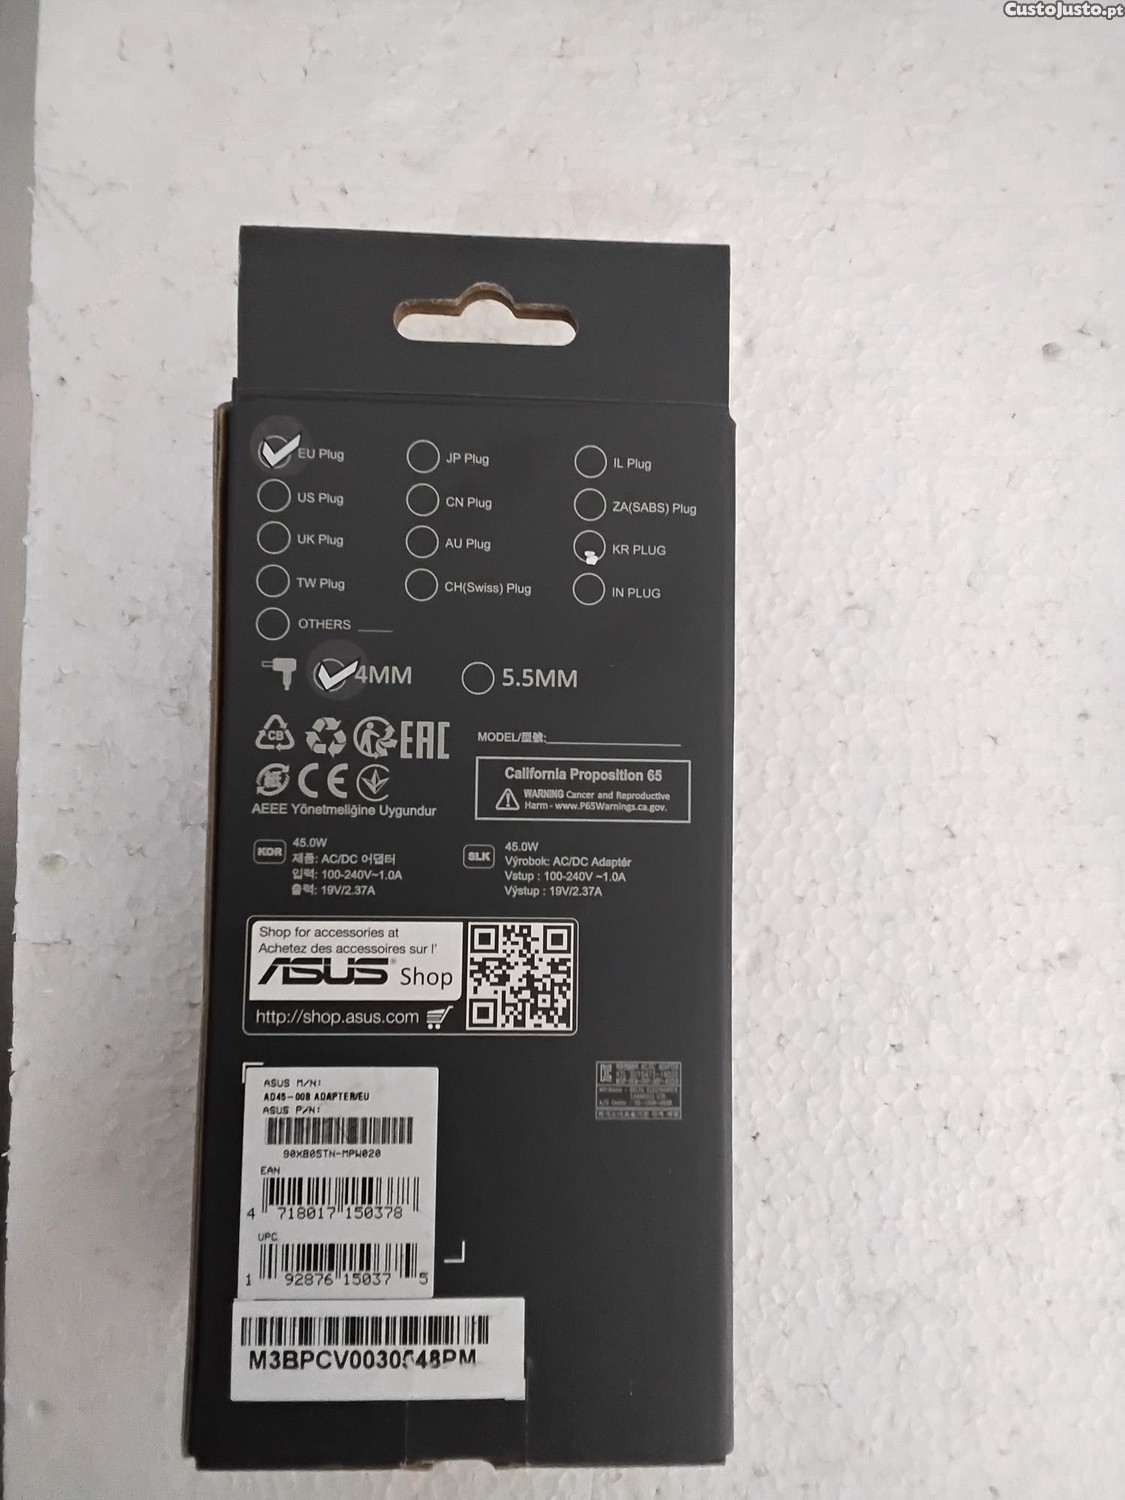 CustoJusto.pt
EU Plug
JP Plug
IL Plug
US Plug
CN Plug
ZA(SABS) Plug
UK Plug
AU Plug
KR PLUG
TW Plug
CH(Swiss) Plug
IN PLUG
OTHERS ____
4MM
5.5MM
CB
EAC
MODEL/型號:____
CE
AEEE Yönetmeliğine Uygundur
California Proposition 65
WARNING Cancer and Reproductive
Harm - www.P65Warnings.ca.gov.
KOR
45.0W
제품: AC/DC 어댑터
입력: 100-240V~1.0A
출력: 19V/2.37A
SLK
45.0W
Výrobok: AC/DC Adaptér
Vstup : 100-240V ~1.0A
Výstup : 19V/2.37A
Shop for accessories at
Achetez des accessoires sur l'
ASUS® Shop
http://shop.asus.com
ASUS M/N:
AD45-00B ADAPTER/EU
ASUS P/N:
90XB05TN-MPW020
EAN
4 718017 150378
UPC
1 92876 15037 5